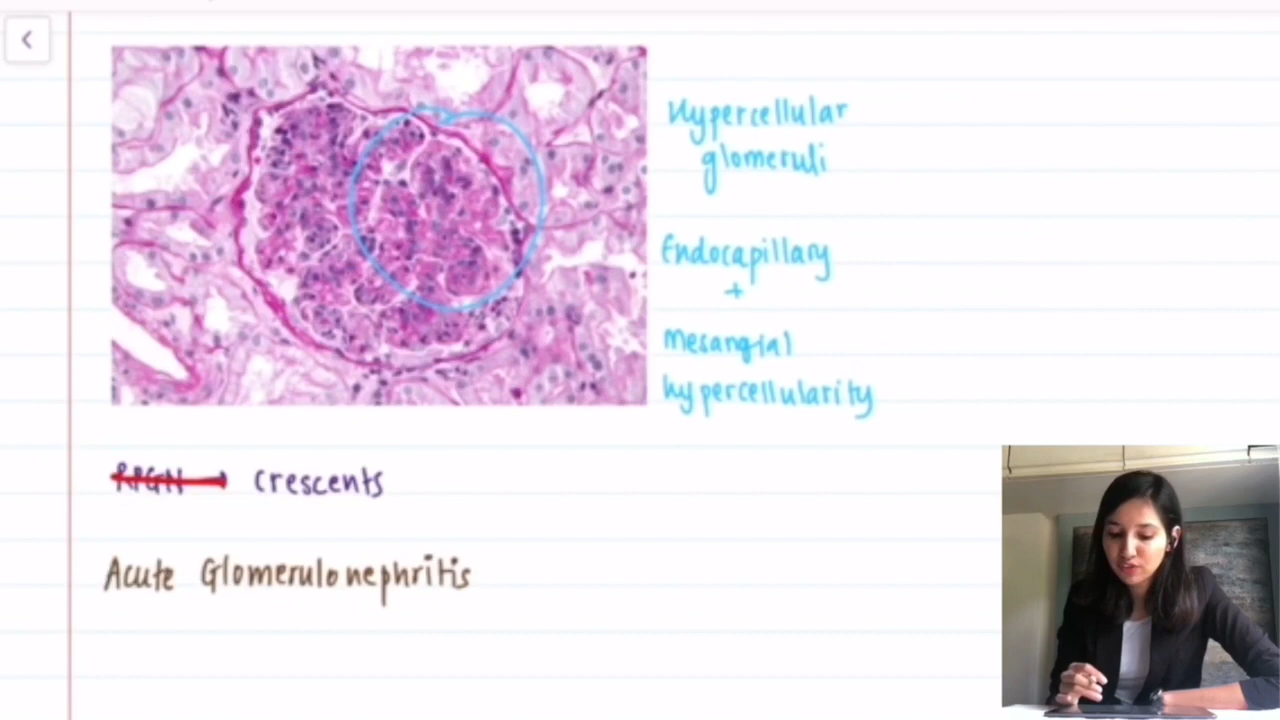 Hypercellular
glomeruli
Endocapillary
+
Mesangial
hypercellularity
RPGN → crescents
Acute Glomerulonephritis